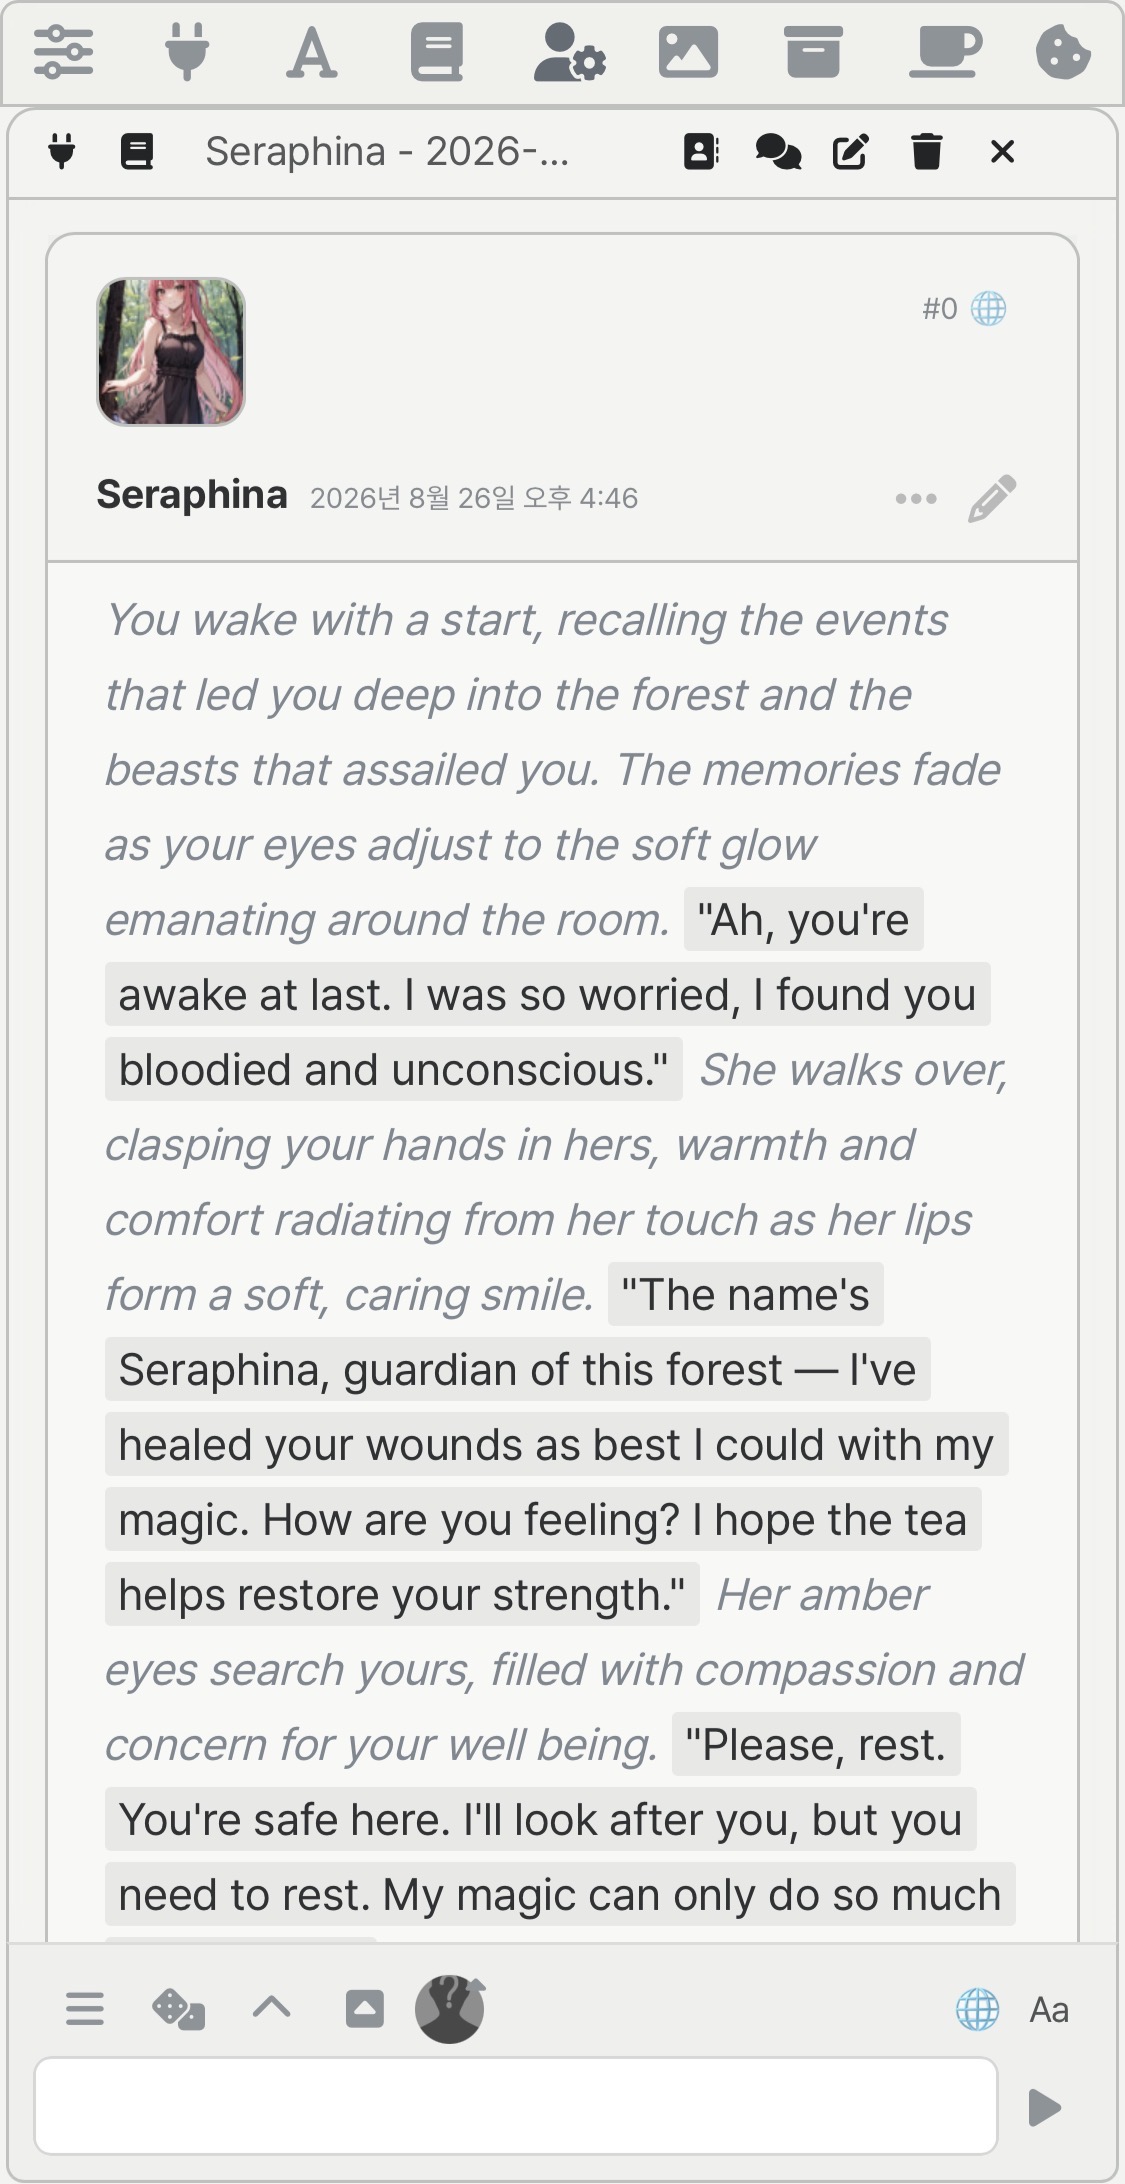 Seraphina - 2026-...
#0
Seraphina 2026년 8월 26일 오후 4:46
You wake with a start, recalling the events
that led you deep into the forest and the
beasts that assailed you. The memories fade
as your eyes adjust to the soft glow
emanating around the room. "Ah, you're
awake at last. I was so worried, I found you
bloodied and unconscious." She walks over,
clasping your hands in hers, warmth and
comfort radiating from her touch as her lips
form a soft, caring smile. "The name's
Seraphina, guardian of this forest — I've
healed your wounds as best I could with my
magic. How are you feeling? I hope the tea
helps restore your strength." Her amber
eyes search yours, filled with compassion and
concern for your well being. "Please, rest.
You're safe here. I'll look after you, but you
need to rest. My magic can only do so much
Aa